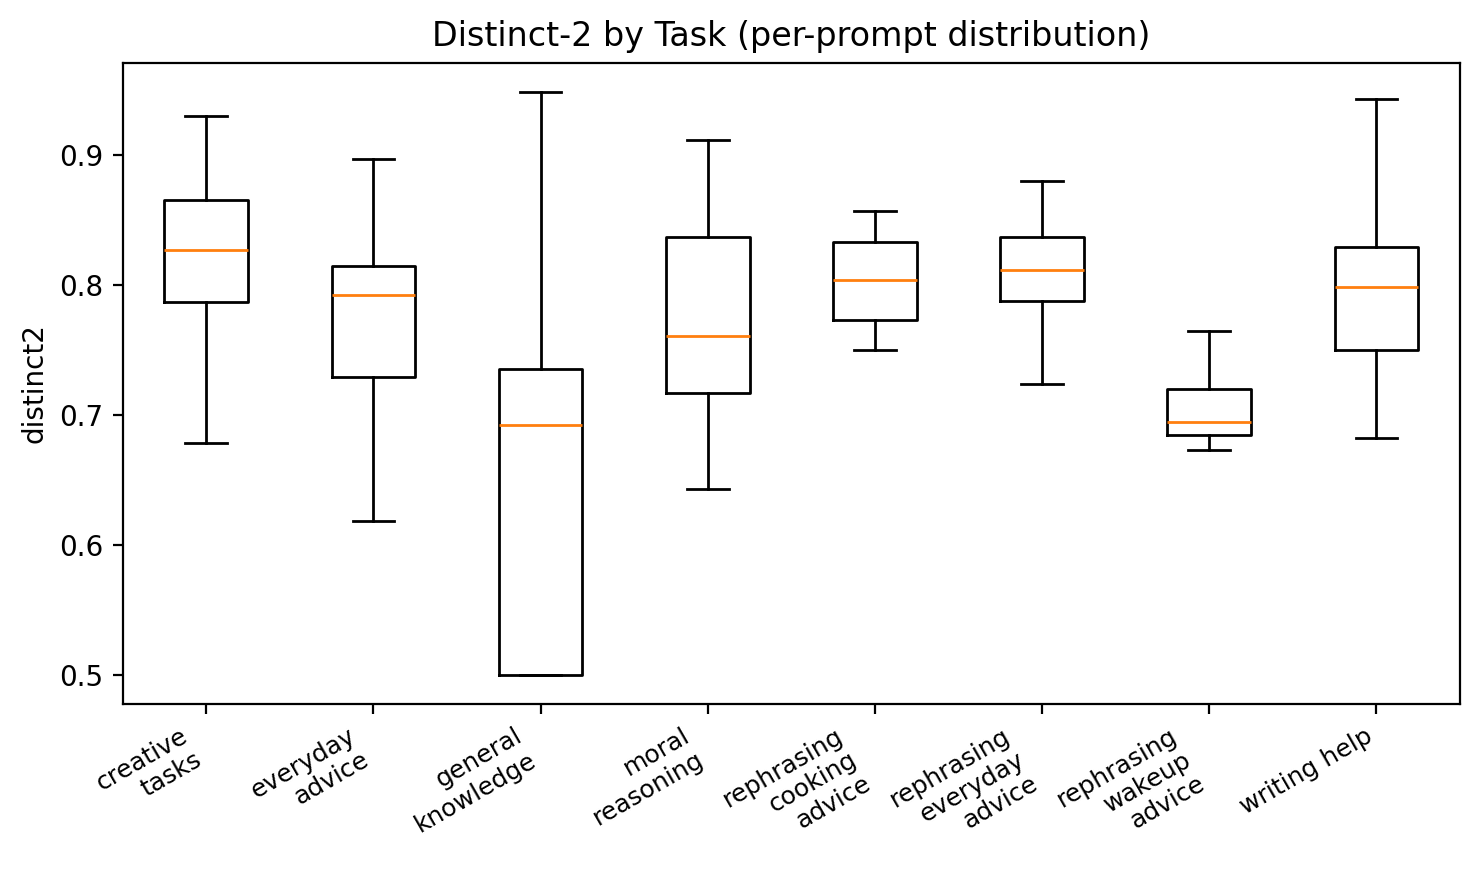 Distinct-2 by Task (per-prompt distribution)
distinct2
0.9
0.8
0.7
0.6
0.5
creative
tasks
everyday
advice
general
knowledge
moral
reasoning
rephrasing
cooking
advice
rephrasing
everyday
advice
rephrasing
wakeup
advice
writing help